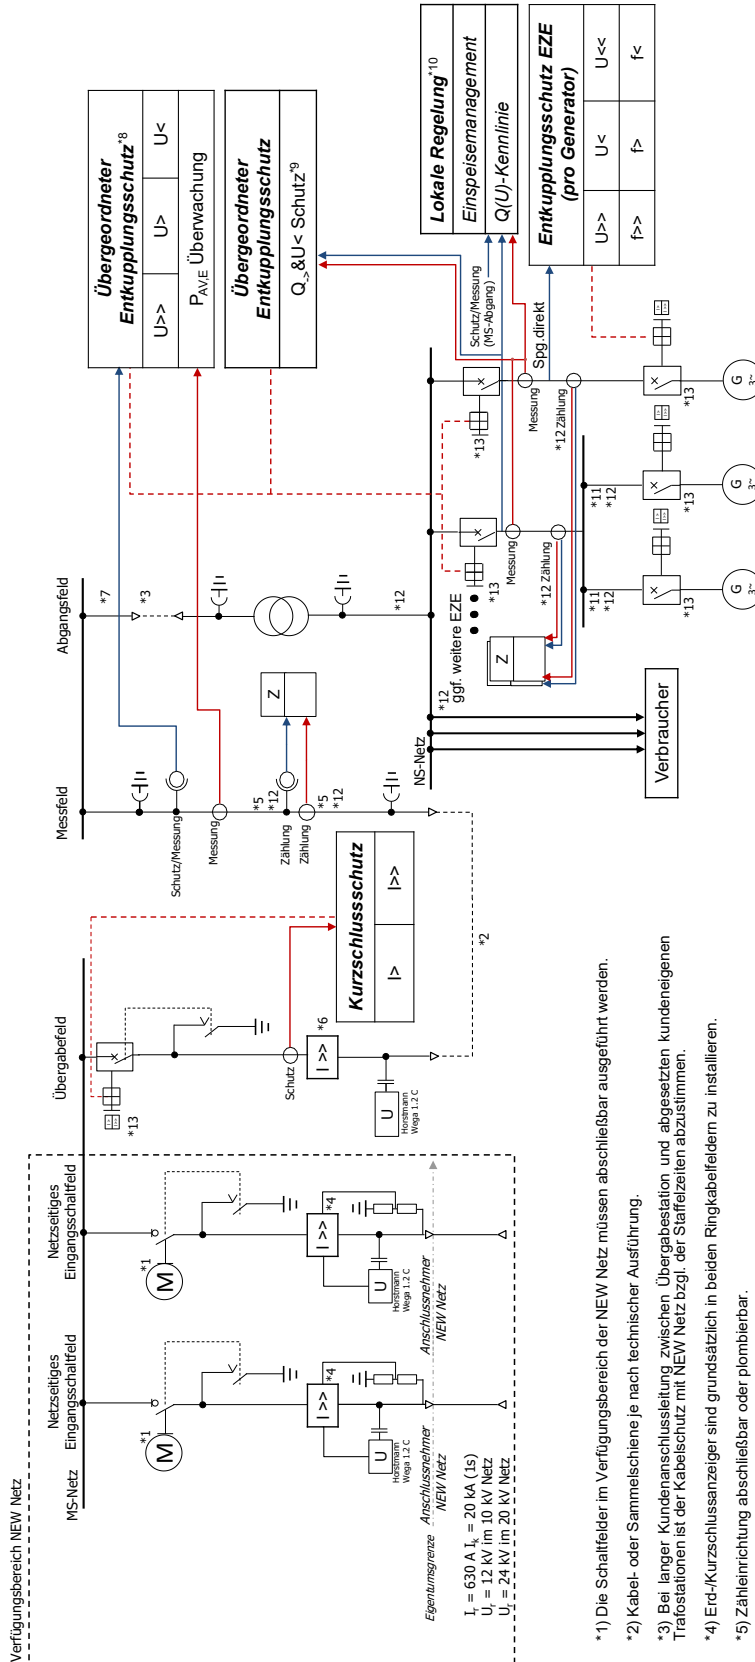 Verfügungsbereich NEW Netz
MS-Netz
Netzseitiges
Eingangsschaltfeld
Netzseitiges
Eingangsschaltfeld
Übergabefeld
Messfeld
Abgangsfeld
*1
M
I >>
*4
U
Horstmann
Wega 1.2 C
*1
M
I >>
*4
U
Horstmann
Wega 1.2 C
Eigentumsgrenze
Anschlussnehmer
NEW Netz
Anschlussnehmer
NEW Netz
Ir = 630 A Ik = 20 kA (1s)
Ur = 12 kV im 10 kV Netz
Ur = 24 kV im 20 kV Netz
*13
Schutz
I >>
*6
U
Horstmann
Wega 1.2 C
*2
Kurzschlussschutz
I>
I>>
Schutz/Messung
Messung
*5
*12
Zählung
Zählung
*5
*12
Z
*7
*3
*12
Übergeordneter
Entkupplungsschutz*8
U>>
U>
U<
PAV,E Überwachung
Übergeordneter
Entkupplungsschutz
Q->&U< Schutz*9
NS-Netz
*12
ggf. weitere EZE
Verbraucher
Z
*13
Messung
*12 Zählung
*13
Messung
*12 Zählung
Schutz/Messung
(MS-Abgang)
Spg.direkt
Lokale Regelung*10
Einspeisemanagement
Q(U)-Kennlinie
Entkupplungsschutz EZE
(pro Generator)
U>>
U<
U<<
f>>
f>
f<
*11
*12
*13
G
3~
*11
*12
*13
G
3~
*13
G
3~
*1) Die Schaltfelder im Verfügungsbereich der NEW Netz müssen abschließbar ausgeführt werden.
*2) Kabel- oder Sammelschiene je nach technischer Ausführung.
*3) Bei langer Kundenanschlussleitung zwischen Übergabestation und abgesetzten kundeneigenen
Trafostationen ist der Kabelschutz mit NEW Netz bzgl. der Staffelzeiten abzustimmen.
*4) Erd-/Kurzschlussanzeiger sind grundsätzlich in beiden Ringkabelfeldern zu installieren.
*5) Zähleinrichtung abschließbar oder plombierbar.